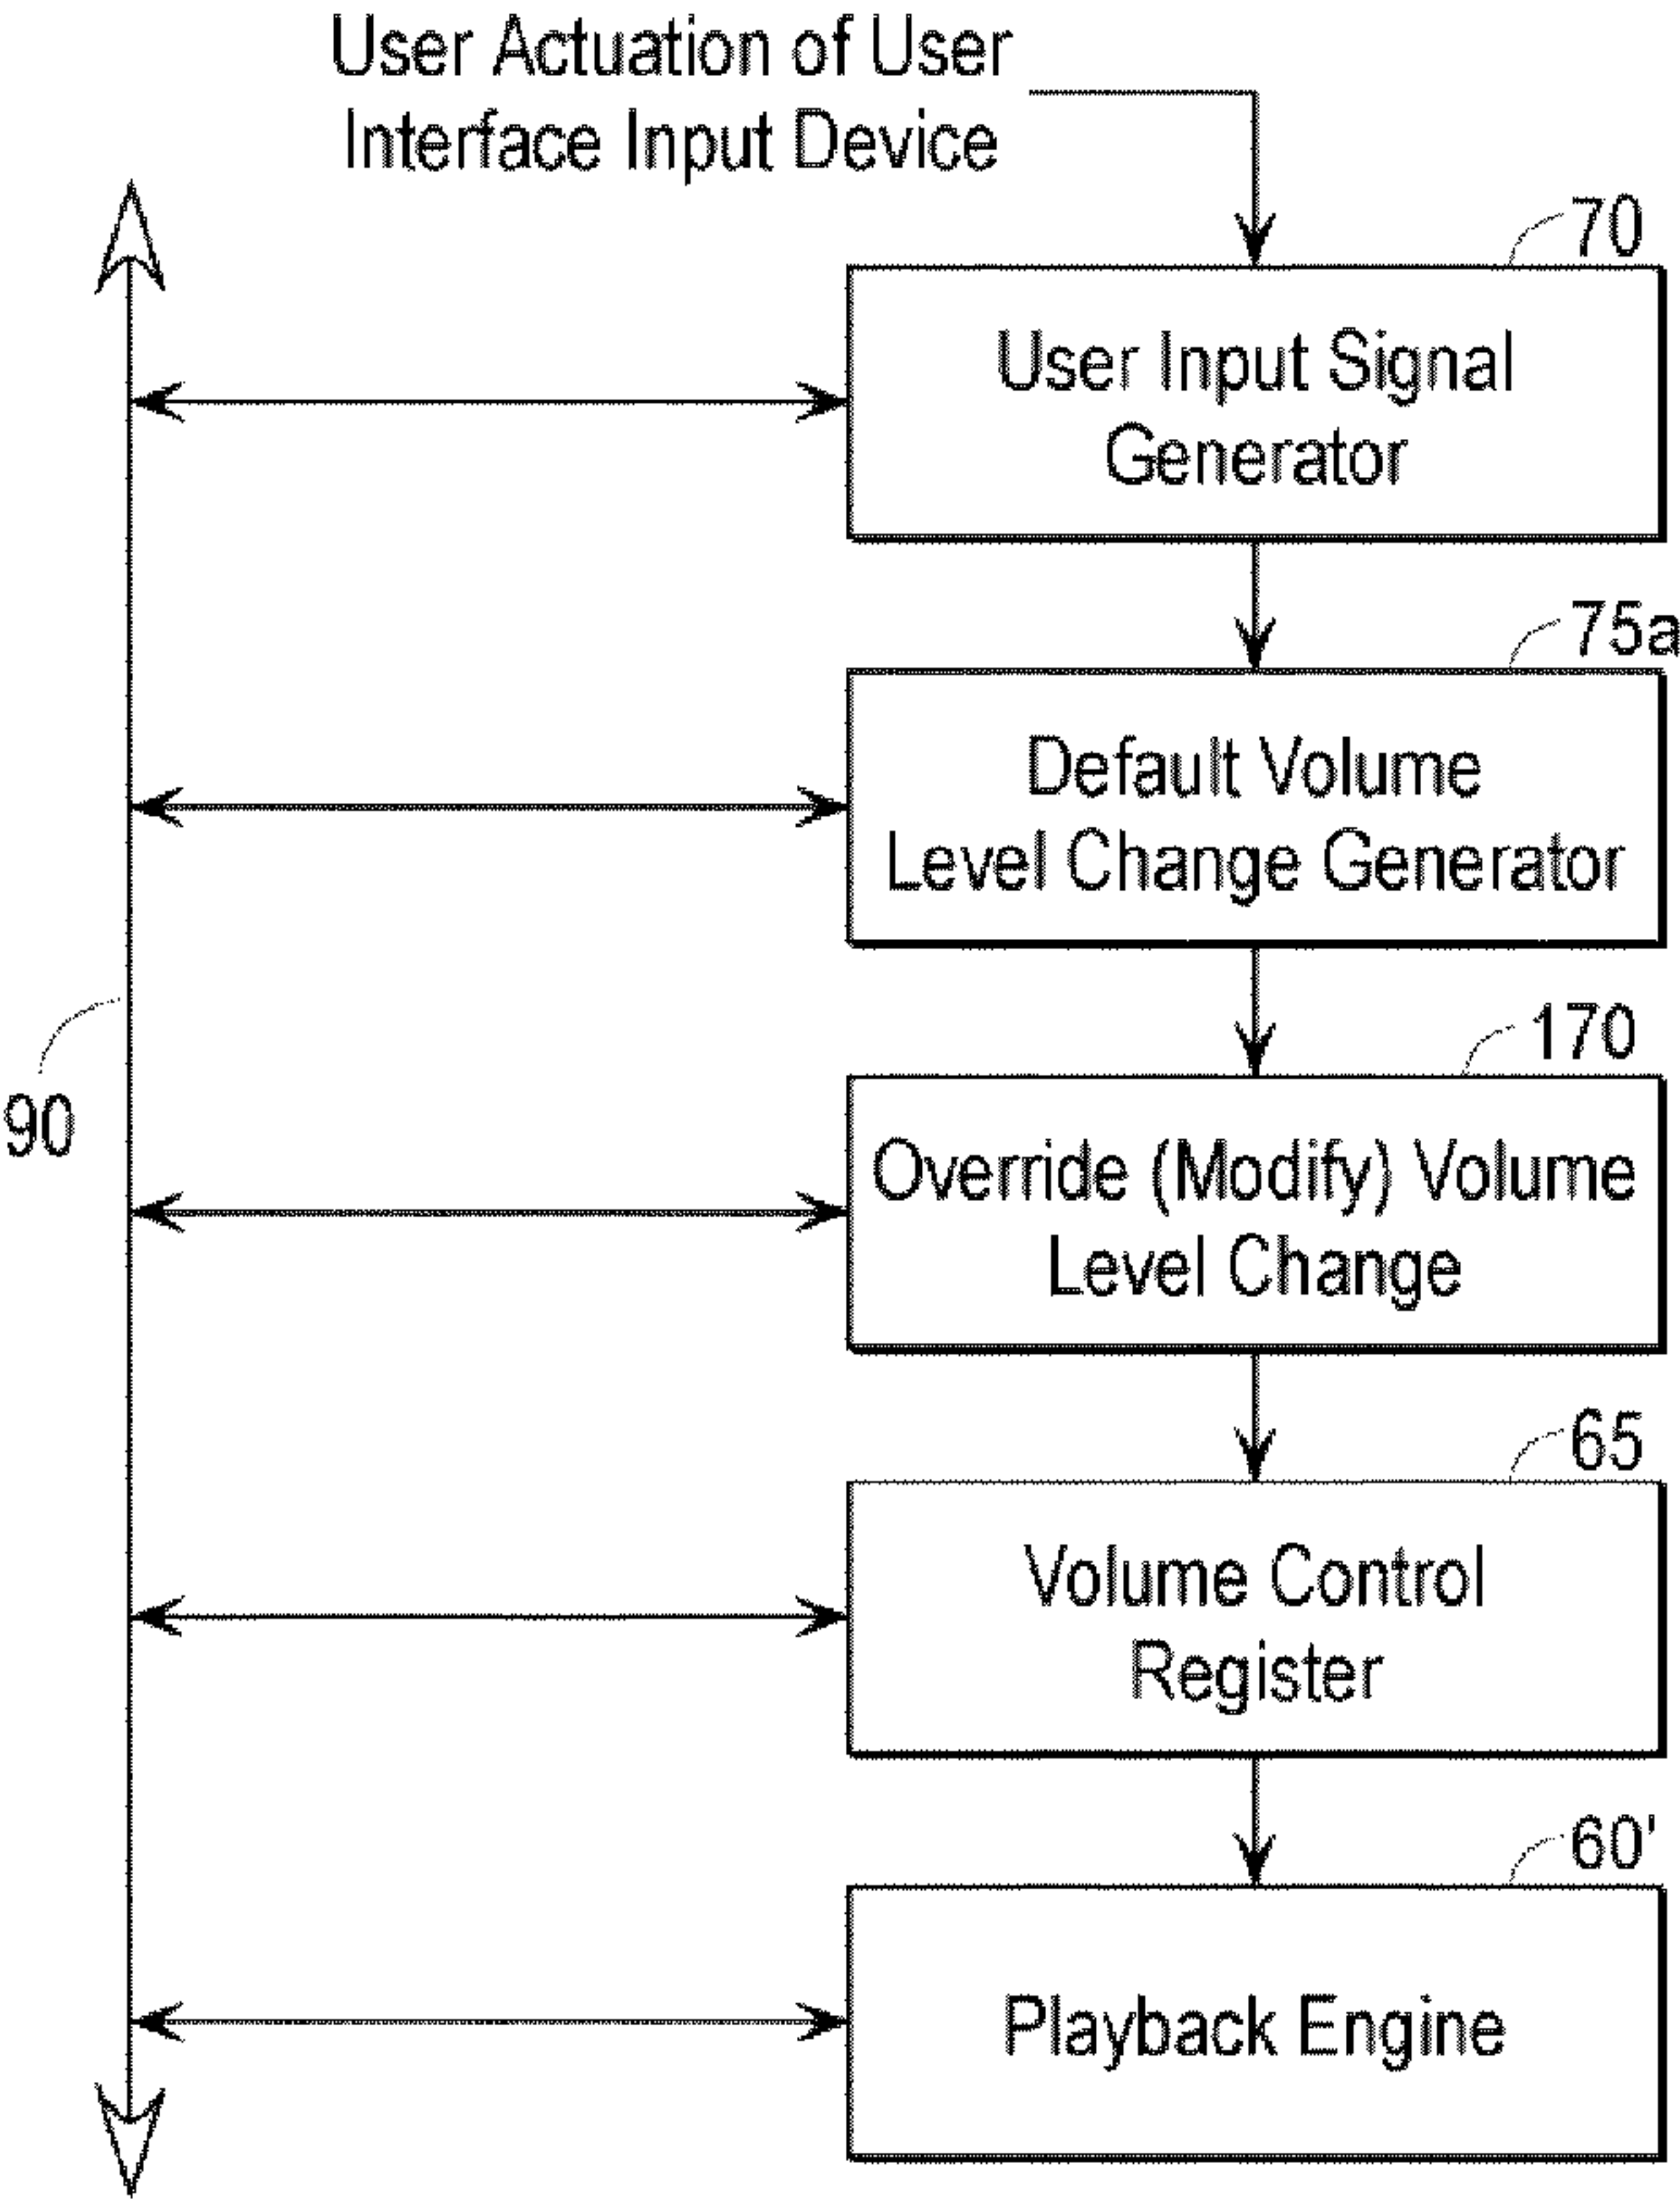 User Actuation of User
Interface Input Device
70
User Input Signal
Generator
75a
Default Volume
Level Change Generator
170
90
Override (Modify) Volume
Level Change
65
Volume Control
Register
60'
Playback Engine